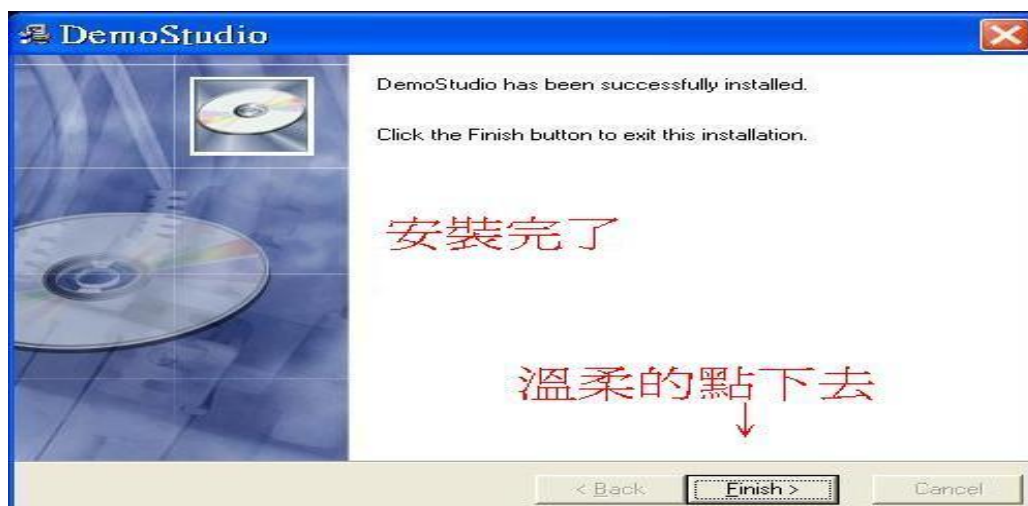 DemoStudio
DemoStudio has been successfully installed.
Click the Finish button to exit this installation.
安裝完了
溫柔的點下去
< Back
Finish >
Cancel